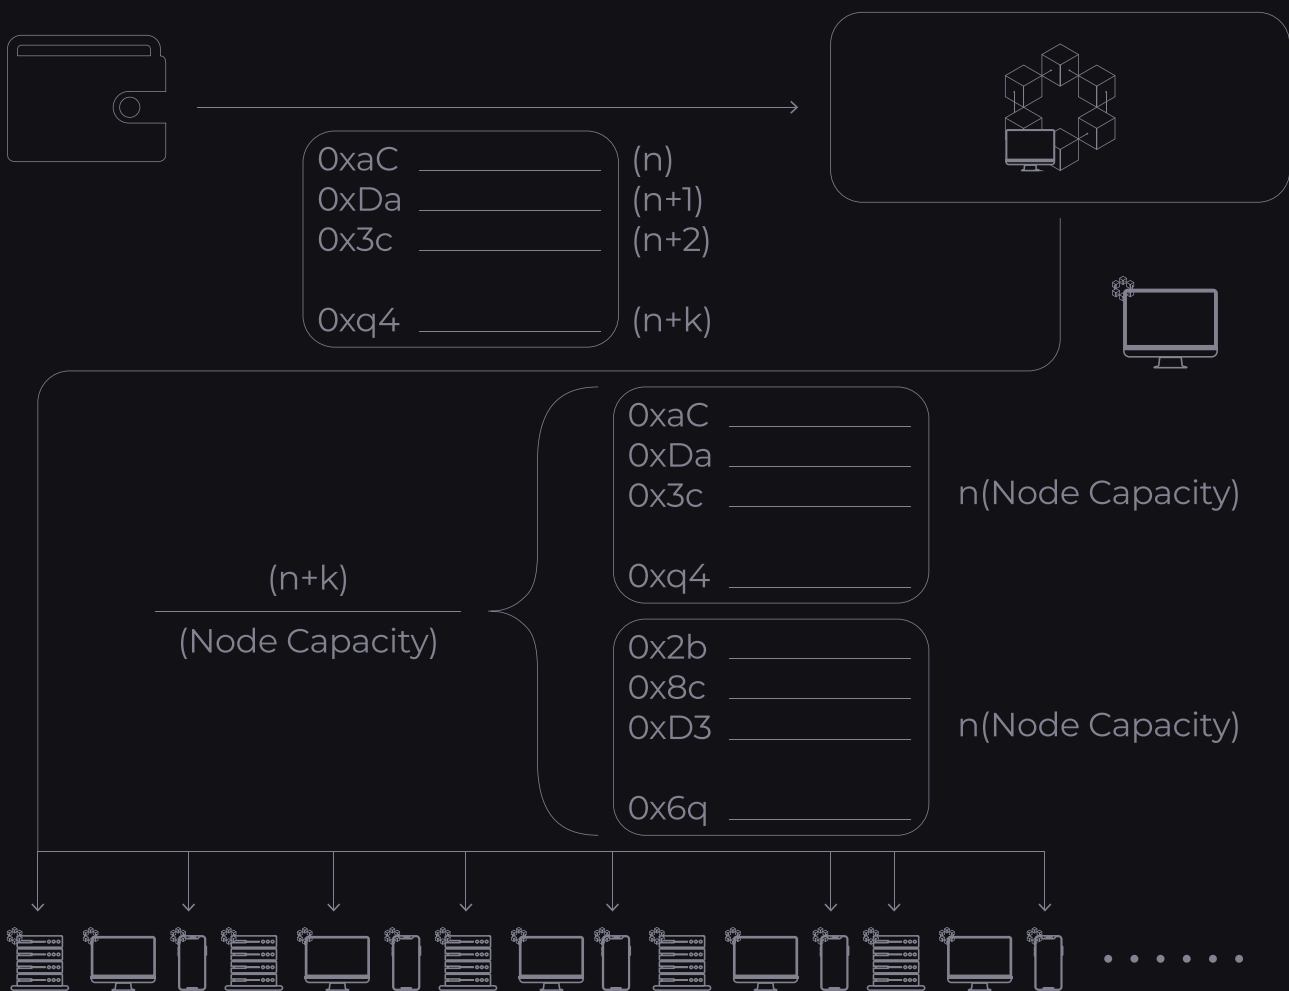 0xaC (n)
0xDa (n+1)
0x3c (n+2)
0xq4 (n+k)
0xaC
0xDa
0x3c
n(Node Capacity)
0xq4
(n+k)
(Node Capacity)
0x2b
0x8c
0xD3
n(Node Capacity)
0x6q